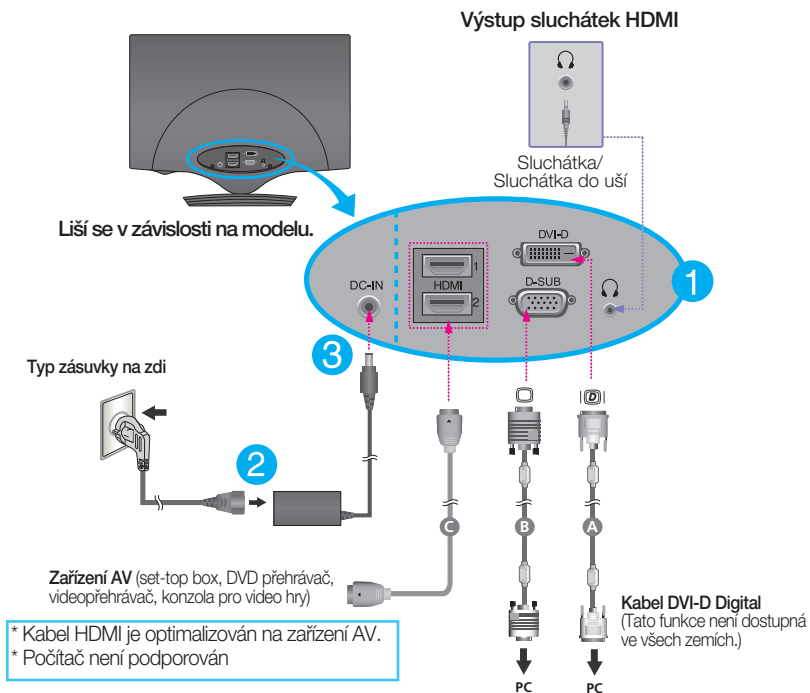 Výstup sluchátek HDMI
Sluchátka/
Sluchátka do uší
Liší se v závislosti na modelu.
DVI-D
1
DC-IN
HDMI
D-SUB
1
2
3
Typ zásuvky na zdi
D
2
C
B
A
Zařízení AV (set-top box, DVD přehrávač,
videopřehrávač, konzola pro video hry)
Kabel DVI-D Digital
(Tato funkce není dostupná
ve všech zemích.)
* Kabel HDMI je optimalizován na zařízení AV.
* Počítač není podporován
PC
PC